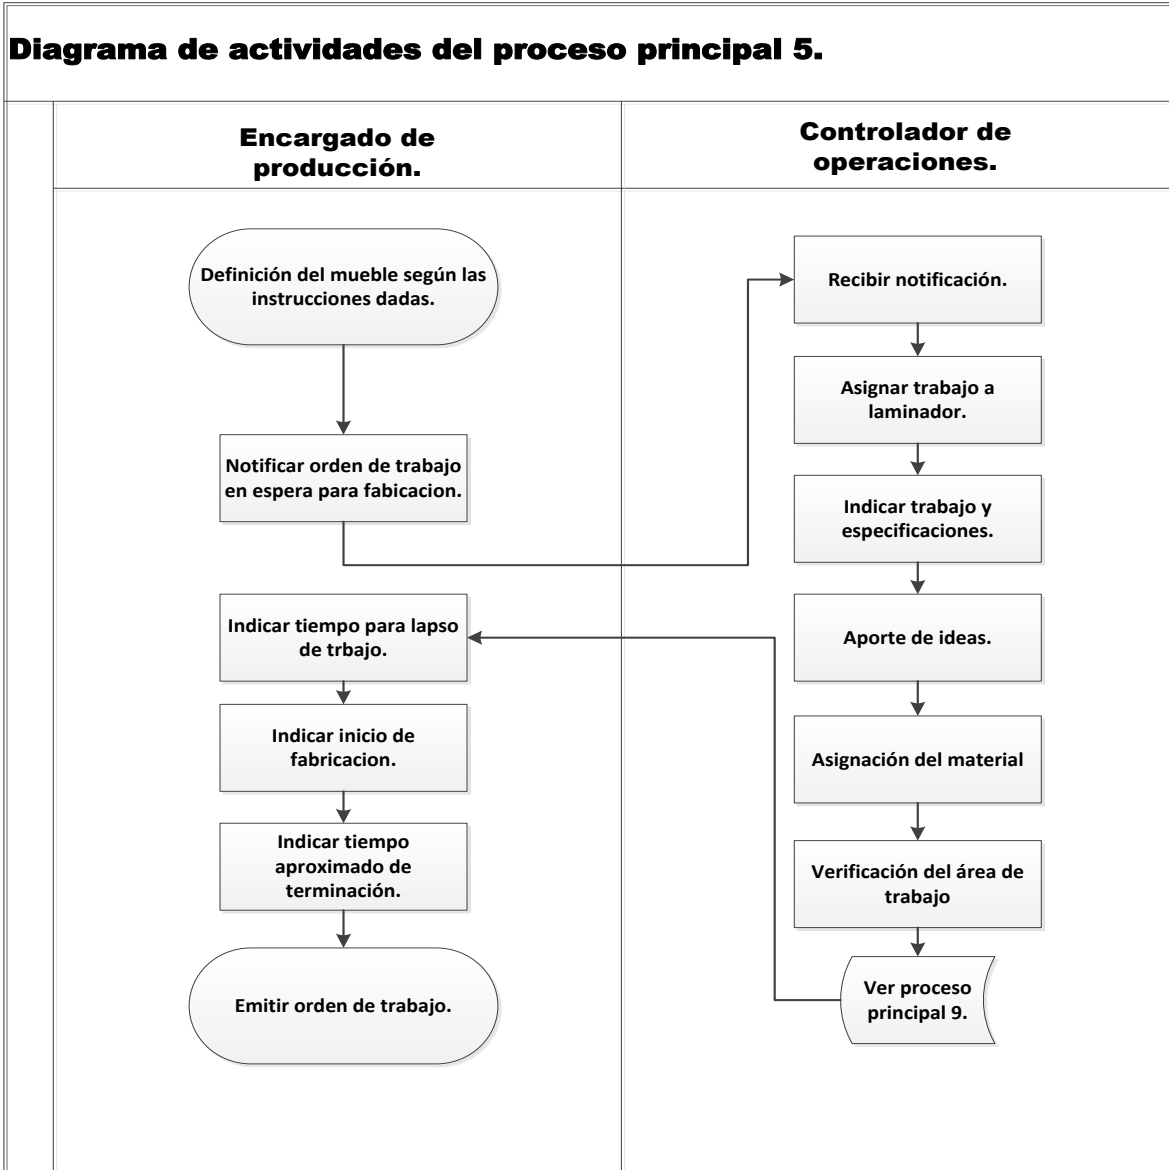 Diagrama de actividades del proceso principal 5.
Encargado de
producción.
Controlador de
operaciones.
Definición del mueble según las
instrucciones dadas.
Notificar orden de trabajo
en espera para fabicacion.
Indicar tiempo para lapso
de trbajo.
Indicar inicio de
fabricacion.
Indicar tiempo
aproximado de
terminación.
Emitir orden de trabajo.
Recibir notificación.
Asignar trabajo a
laminador.
Indicar trabajo y
especificaciones.
Aporte de ideas.
Asignación del material
Verificación del área de
trabajo
Ver proceso
principal 9.